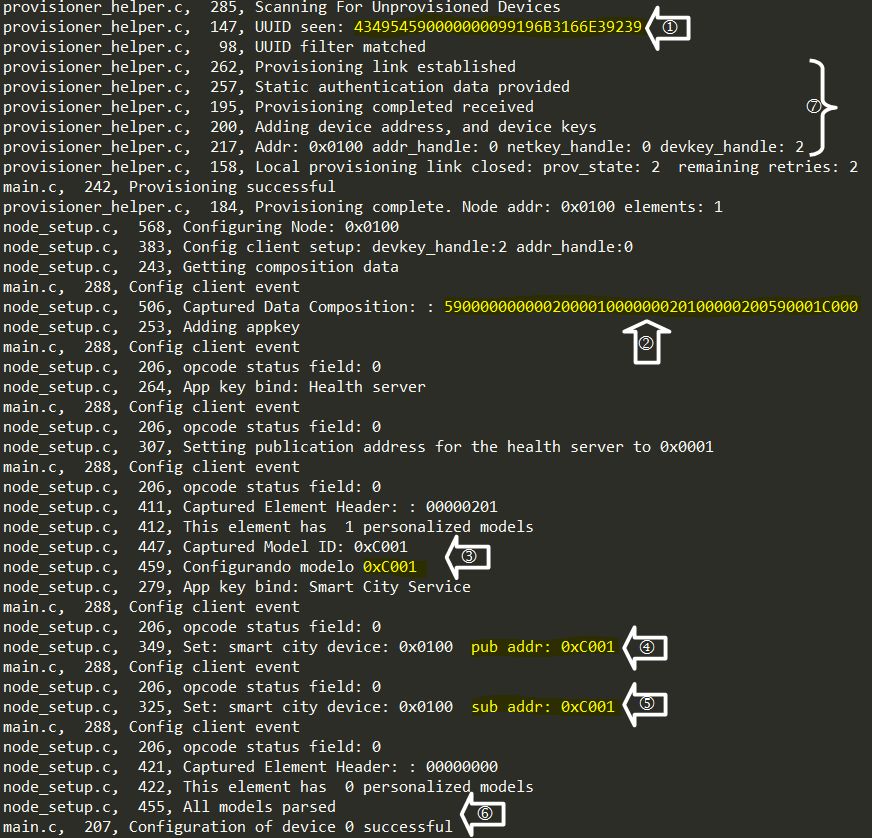 provisioner_helper.c,  285, Scanning For Unprovisioned Devices
provisioner_helper.c,  147, UUID seen: 434954590000000099196B3166E39239 ①
provisioner_helper.c,   98, UUID filter matched
provisioner_helper.c,  262, Provisioning link established
provisioner_helper.c,  257, Static authentication data provided
provisioner_helper.c,  195, Provisioning completed received ⑦
provisioner_helper.c,  200, Adding device address, and device keys
provisioner_helper.c,  217, Addr: 0x0100 addr_handle: 0 netkey_handle: 0 devkey_handle: 2
provisioner_helper.c,  158, Local provisioning link closed: prov_state: 2  remaining retries: 2
main.c,  242, Provisioning successful
provisioner_helper.c,  184, Provisioning complete. Node addr: 0x0100 elements: 1
node_setup.c,  568, Configuring Node: 0x0100
node_setup.c,  383, Config client setup: devkey_handle:2 addr_handle:0
node_setup.c,  243, Getting composition data
main.c,  288, Config client event
node_setup.c,  506, Captured Data Composition: : 5900000000000200001000000020100000200590001C000
②
node_setup.c,  253, Adding appkey
main.c,  288, Config client event
node_setup.c,  206, opcode status field: 0
node_setup.c,  264, App key bind: Health server
main.c,  288, Config client event
node_setup.c,  206, opcode status field: 0
node_setup.c,  307, Setting publication address for the health server to 0x0001
main.c,  288, Config client event
node_setup.c,  206, opcode status field: 0
node_setup.c,  411, Captured Element Header: : 00000201
node_setup.c,  412, This element has  1 personalized models
node_setup.c,  447, Captured Model ID: 0xC001 ③
node_setup.c,  459, Configurando modelo 0xC001
node_setup.c,  279, App key bind: Smart City Service
main.c,  288, Config client event
node_setup.c,  206, opcode status field: 0
node_setup.c,  349, Set: smart city device: 0x0100  pub addr: 0xC001 ④
main.c,  288, Config client event
node_setup.c,  206, opcode status field: 0
node_setup.c,  325, Set: smart city device: 0x0100  sub addr: 0xC001 ⑤
main.c,  288, Config client event
node_setup.c,  206, opcode status field: 0
node_setup.c,  421, Captured Element Header: : 00000000
node_setup.c,  422, This element has  0 personalized models
node_setup.c,  455, All models parsed
main.c,  207, Configuration of device 0 successful ⑥